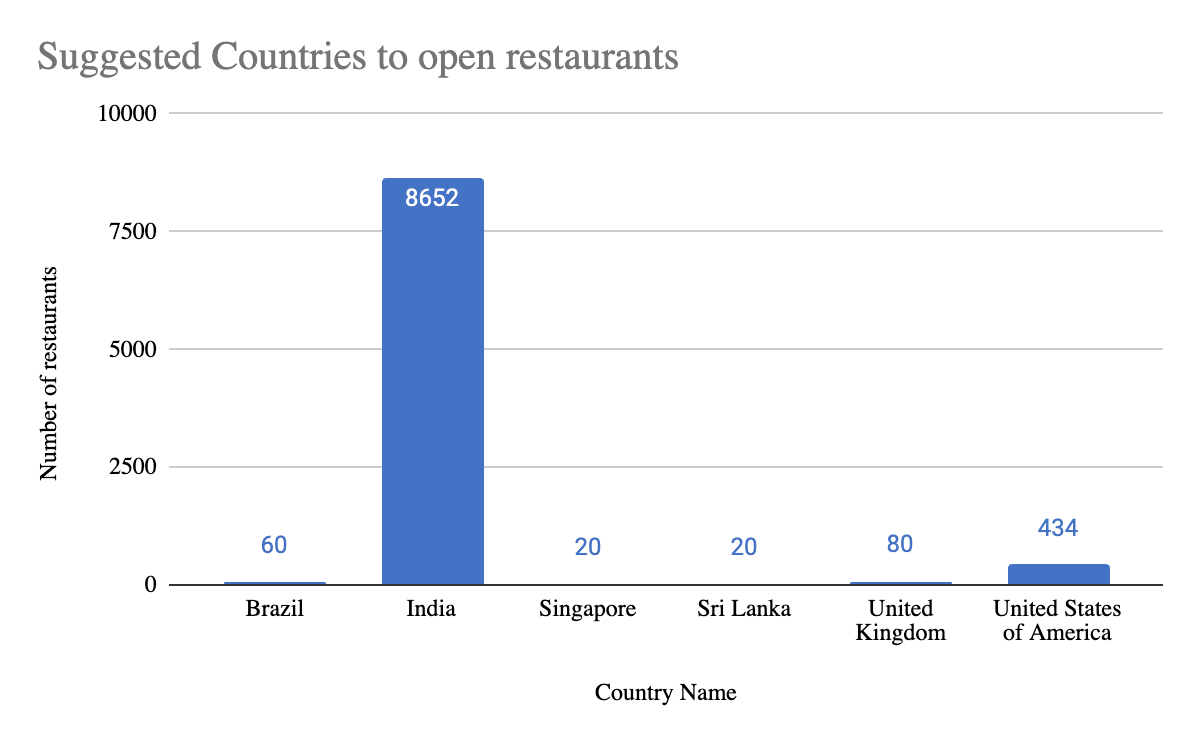 Suggested Countries to open restaurants
10000
7500
5000
2500
0
Number of restaurants
60
8652
20
20
80
434
Brazil
India
Singapore
Sri Lanka
United
Kingdom
United States
of America
Country Name